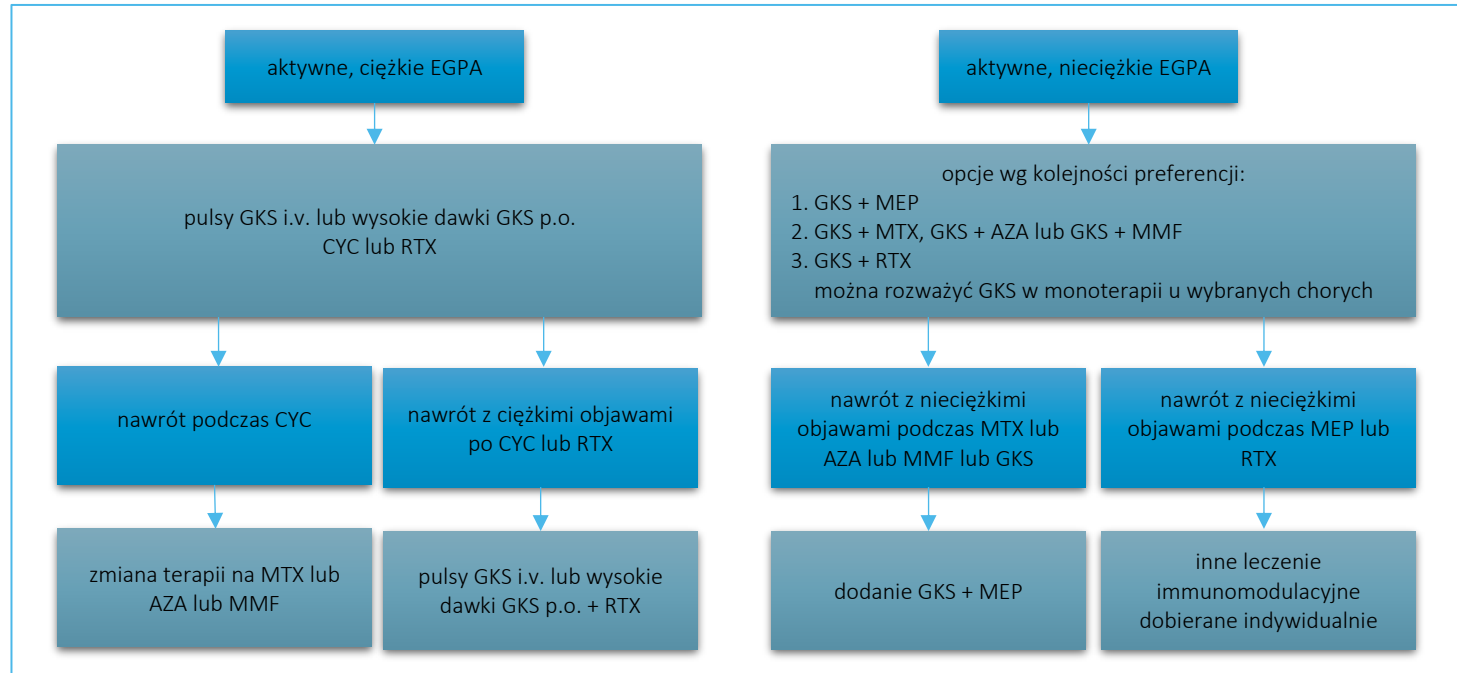 aktywne, ciężkie EGPA
pulsy GKS i.v. lub wysokie dawki GKS p.o.
CYC lub RTX
nawrót podczas CYC
nawrót z ciężkimi objawami
po CYC lub RTX
zmiana terapii na MTX lub
AZA lub MMF
pulsy GKS i.v. lub wysokie
dawki GKS p.o. + RTX
aktywne, nieciężkie EGPA
opcje wg kolejności preferencji:
1. GKS + MEP
2. GKS + MTX, GKS + AZA lub GKS + MMF
3. GKS + RTX
można rozważyć GKS w monoterapii u wybranych chorych
nawrót z nieciężkimi
objawami podczas MTX lub
AZA lub MMF lub GKS
nawrót z nieciężkimi
objawami podczas MEP lub
RTX
dodanie GKS + MEP
inne leczenie
immunomodulacyjne
dobierane indywidualnie